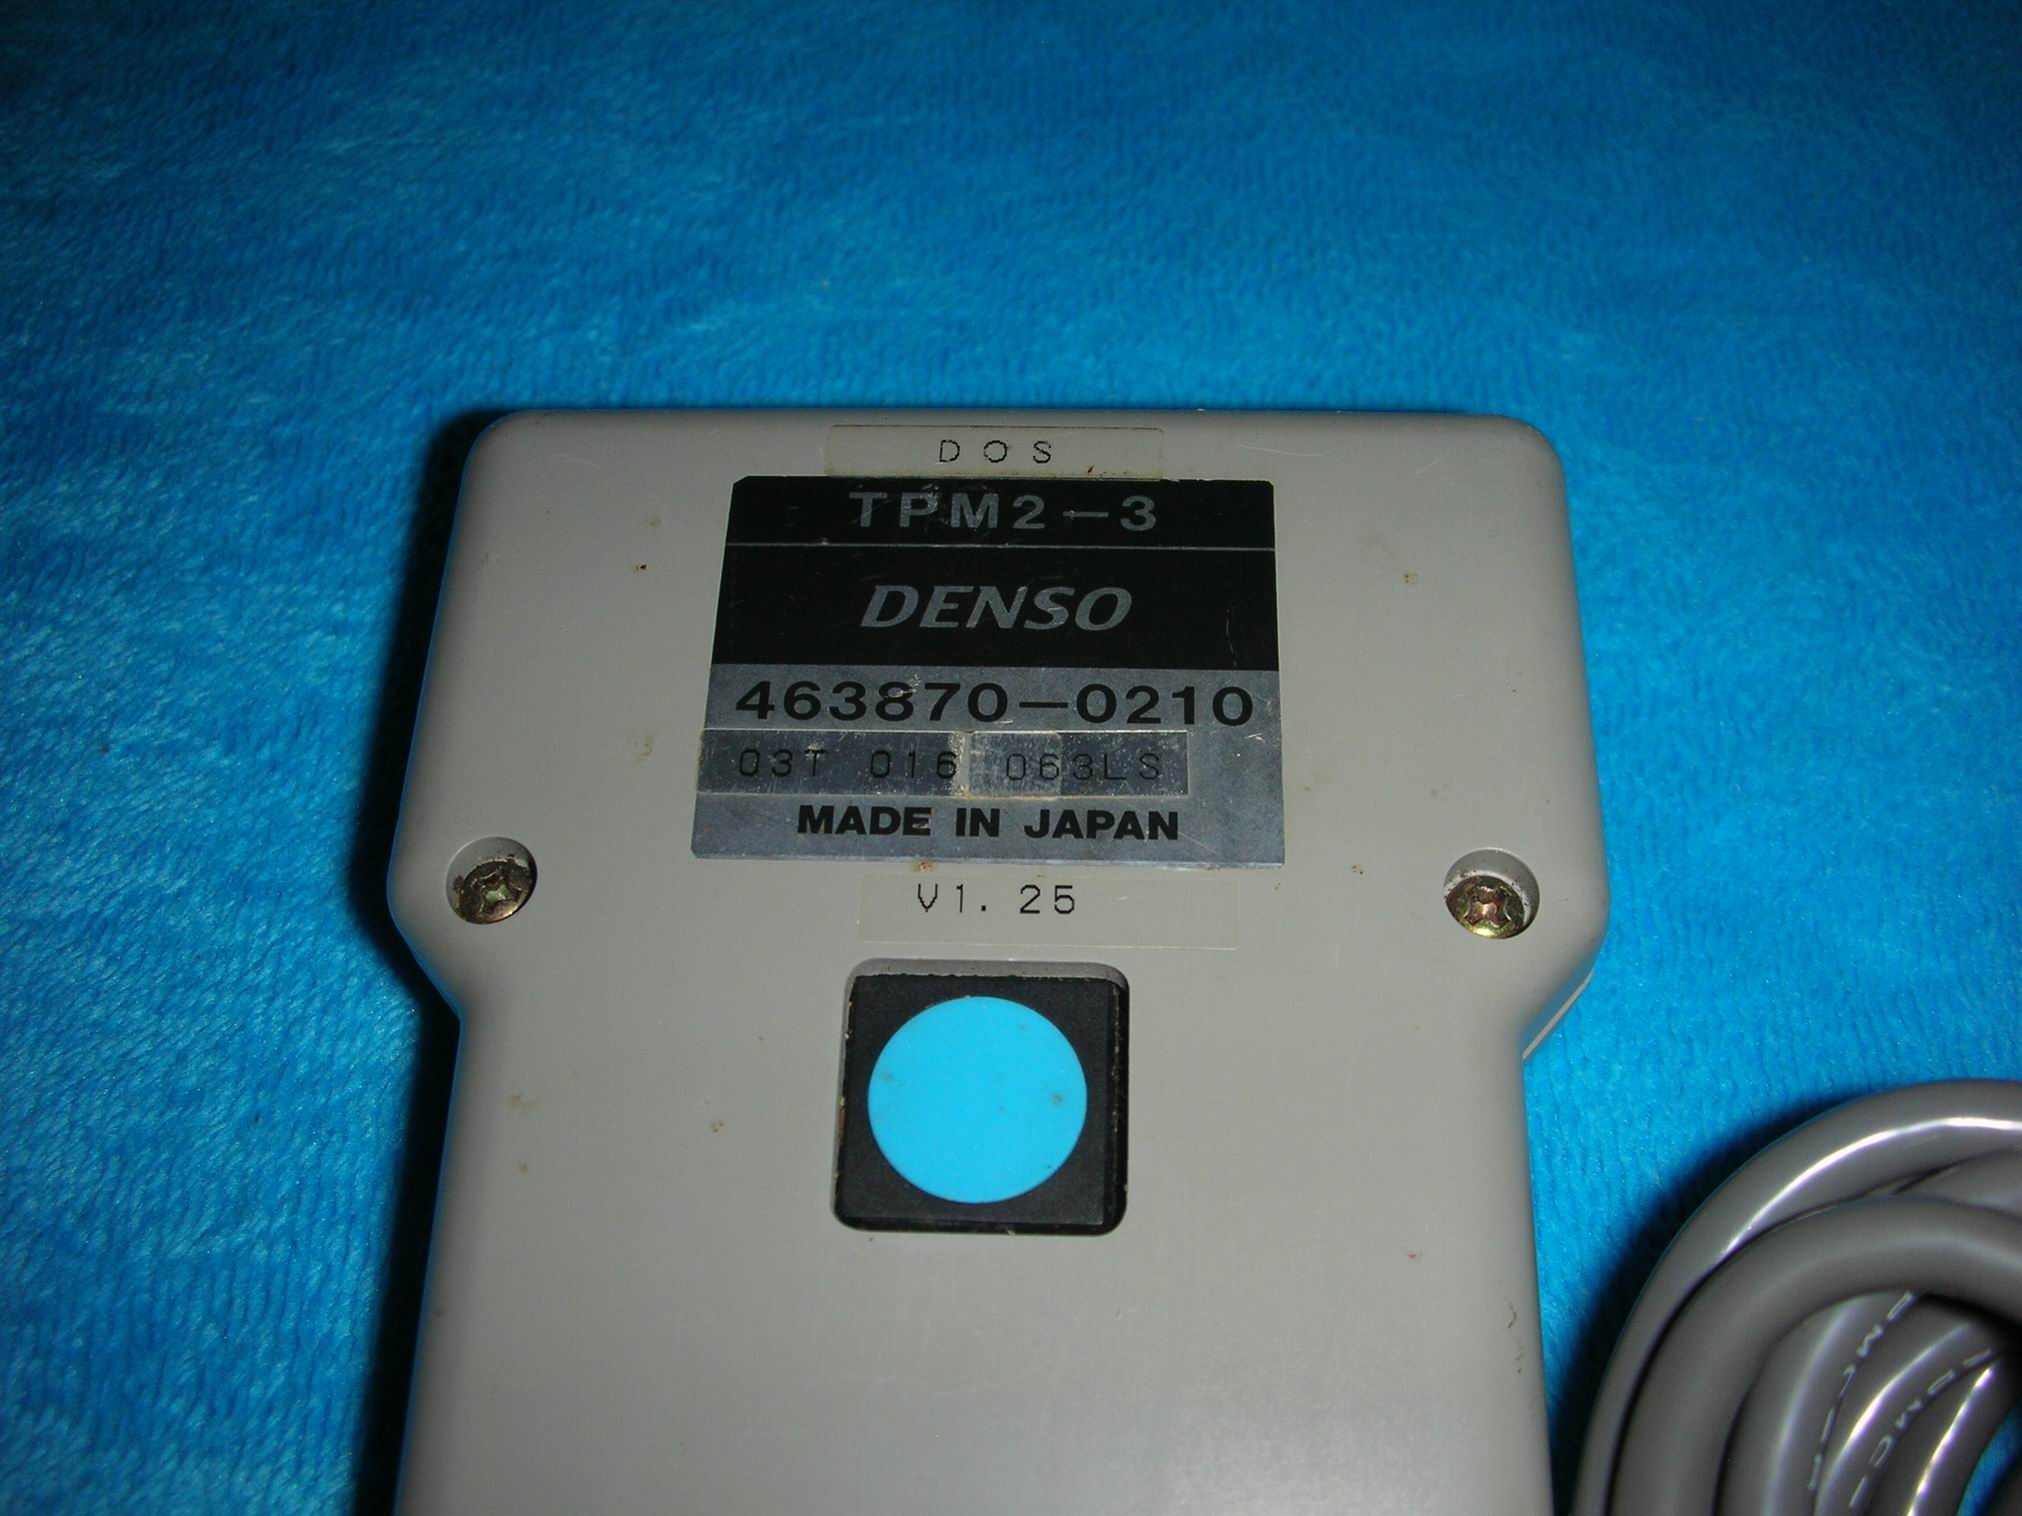 DOS
TPM2-3
DENSO
463870-0210
03T 016 063LS
MADE IN JAPAN
V1.25